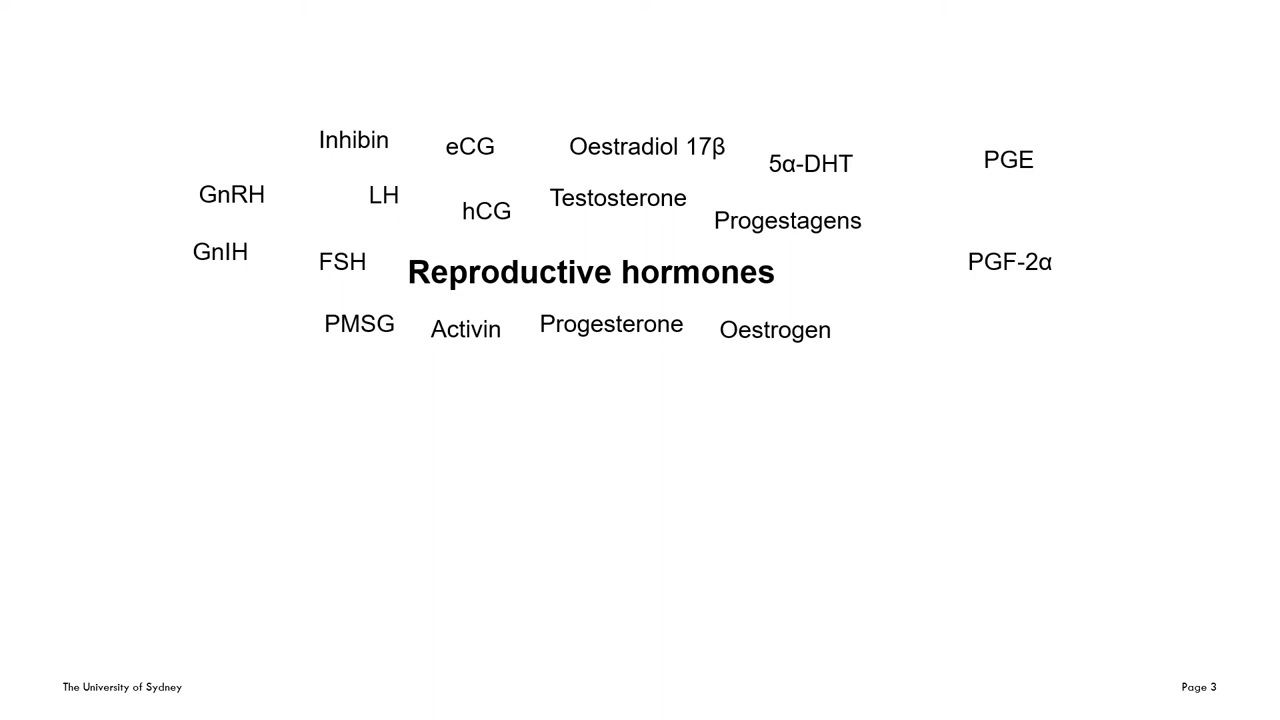 Inhibin
eCG
Oestradiol 17β
5α-DHT
PGE
GnRH
LH
hCG
Testosterone
Progestagens
GnIH
FSH
Reproductive hormones
PGF-2α
PMSG
Activin
Progesterone
Oestrogen
The University of Sydney
Page 3